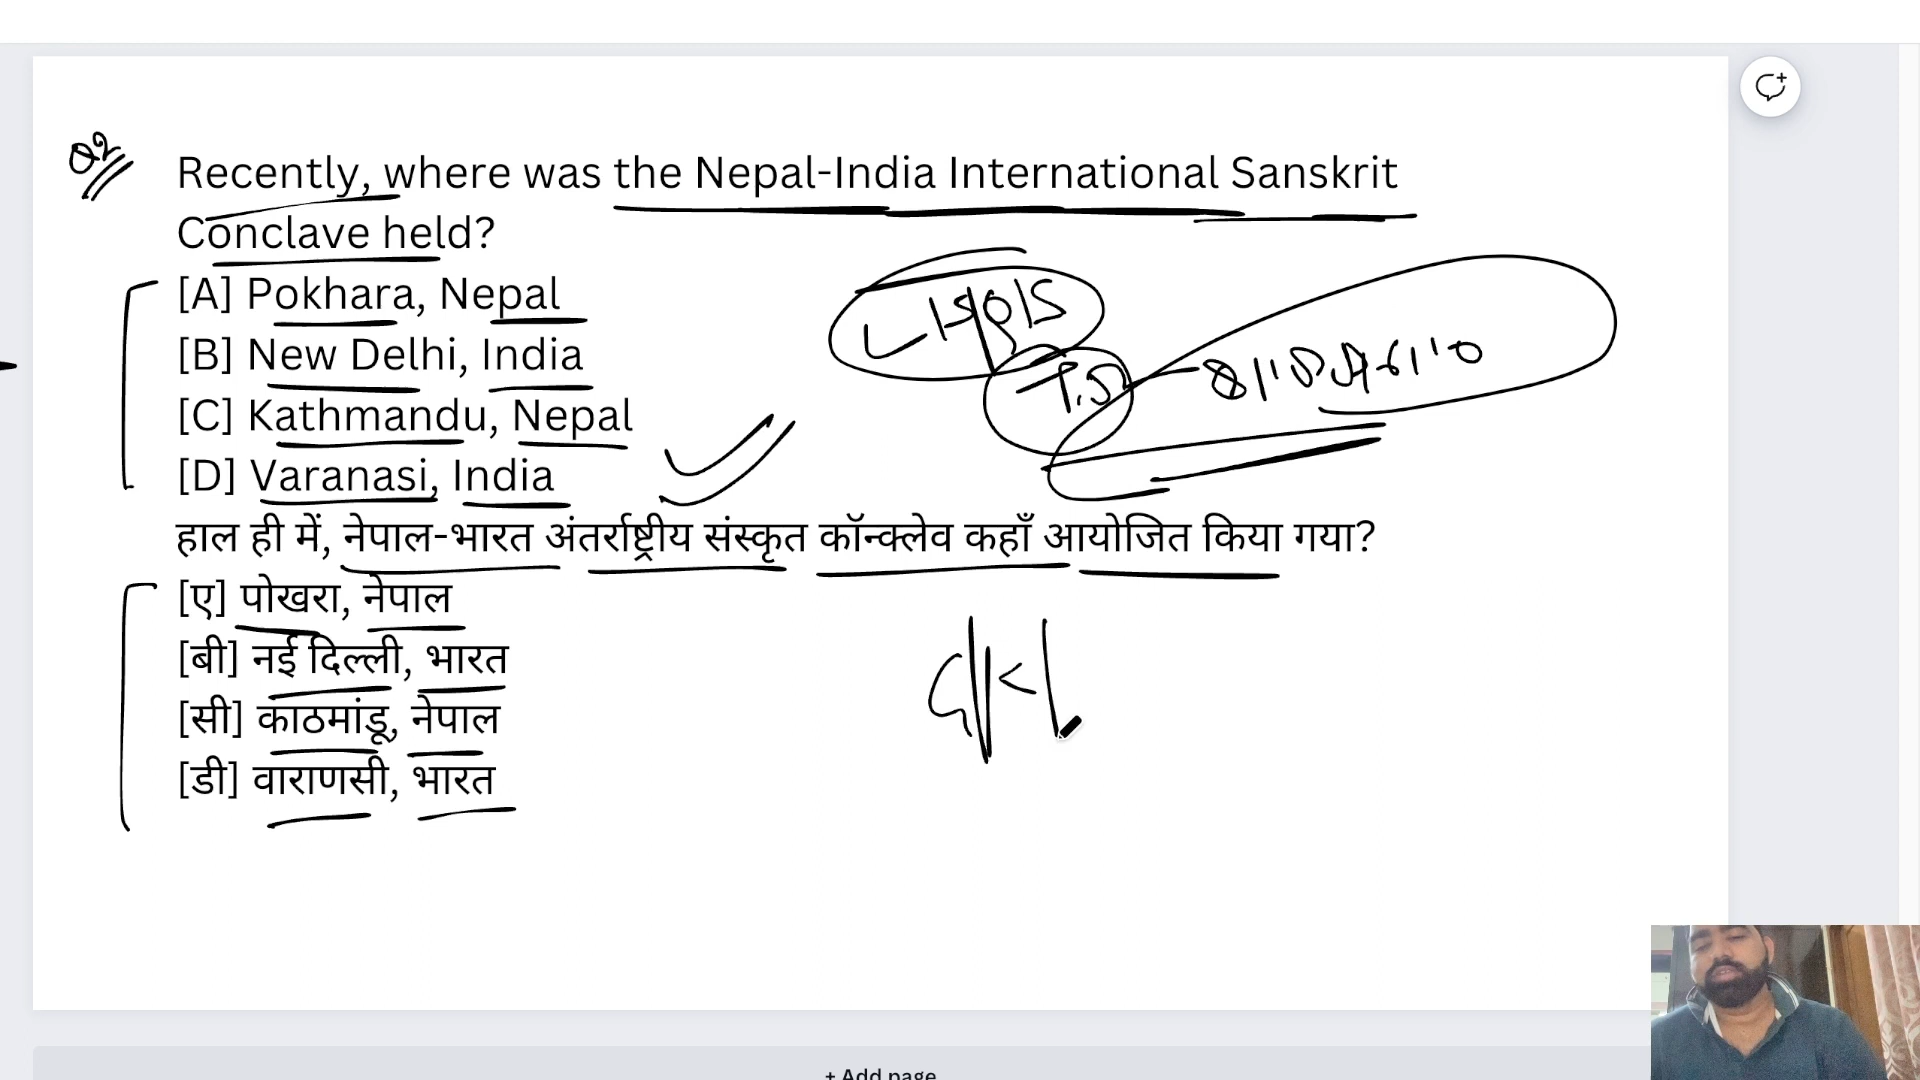 Q2
Recently, where was the Nepal-India International Sanskrit
Conclave held?
[A] Pokhara, Nepal
[B] New Delhi, India
[C] Kathmandu, Nepal
[D] Varanasi, India
हाल ही में, नेपाल-भारत अंतर्राष्ट्रीय संस्कृत कॉन्क्लेव कहाँ आयोजित किया गया?
[ए] पोखरा, नेपाल
[बी] नई दिल्ली, भारत
[सी] काठमांडू, नेपाल
[डी] वाराणसी, भारत
+ Add page